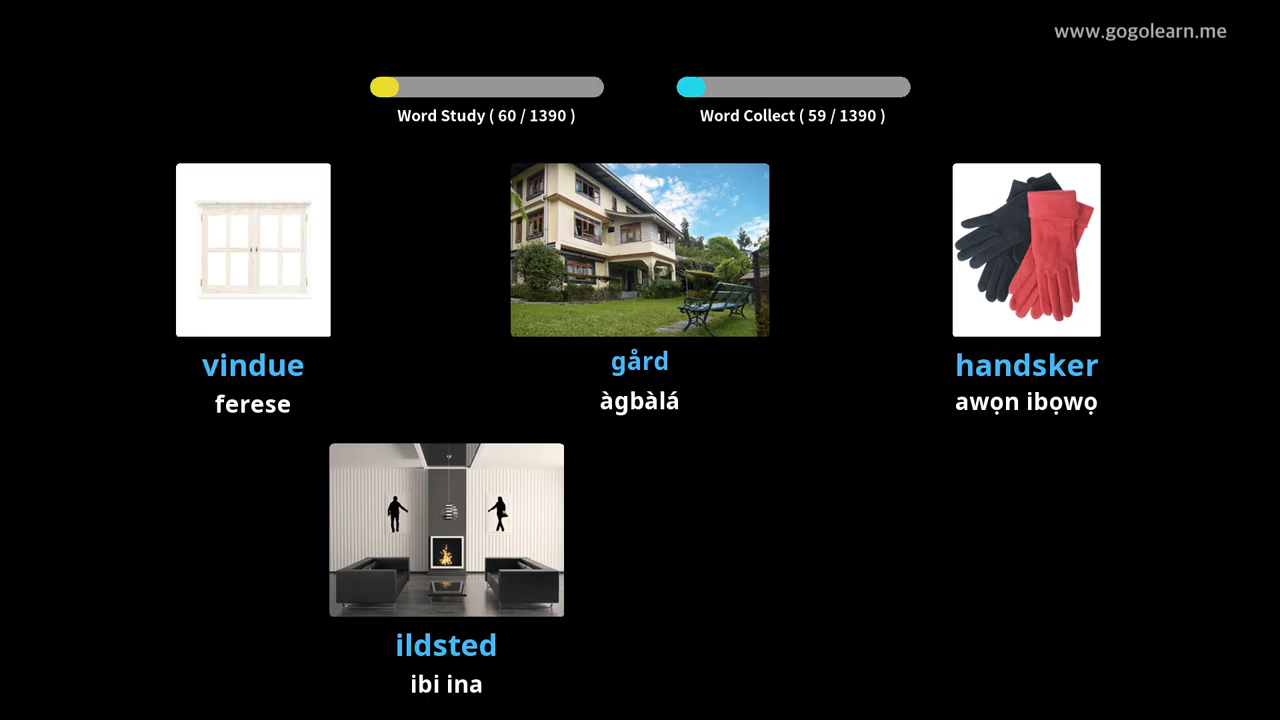 www.gogolearn.me
Word Study ( 60 / 1390 )
Word Collect ( 59 / 1390 )
vindue
ferese
gård
àgbàlá
handsker
awọn ibọwọ
ildsted
ibi ina